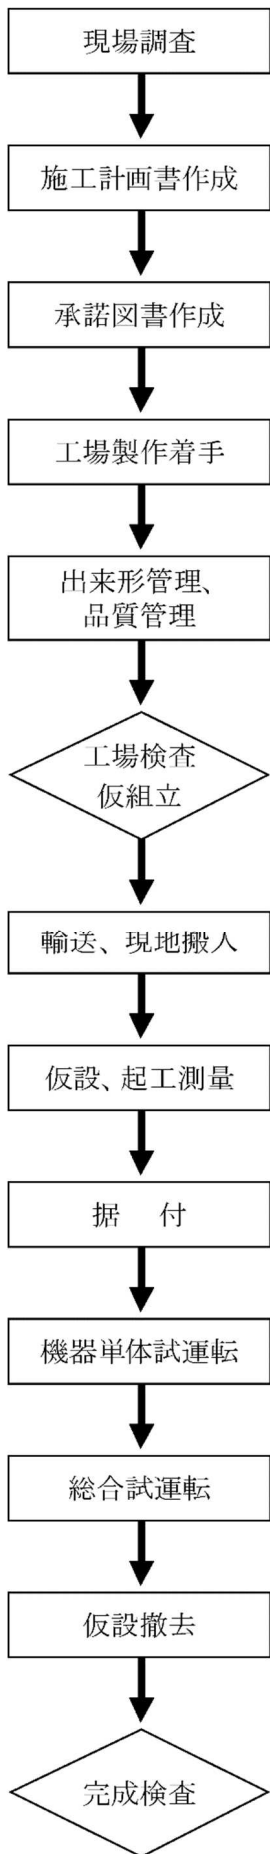 現場調査
施工計画書作成
承諾図書作成
工場製作着手
出来形管理、
品質管理
工場検査
仮組立
輸送、現地搬人
仮設、起工測量
据　付
機器単体試運転
総合試運転
仮設撤去
完成検査